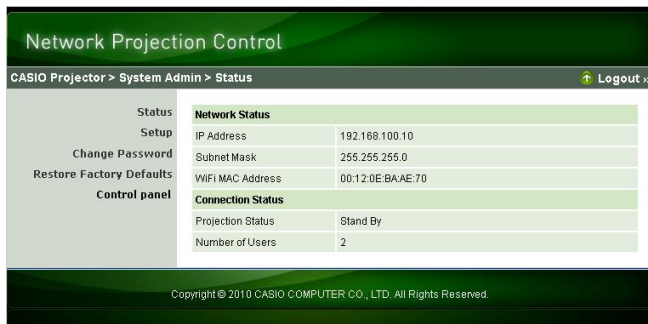 Network Projection Control
CASIO Projector > System Admin > Status
Logout »
Status
Setup
Change Password
Restore Factory Defaults
Control panel
Network Status
IP Address 192.168.100.10
Subnet Mask 255.255.255.0
WiFi MAC Address 00:12:0E:BA:AE:70
Connection Status
Projection Status Stand By
Number of Users 2
Copyright © 2010 CASIO COMPUTER CO., LTD. All Rights Reserved.